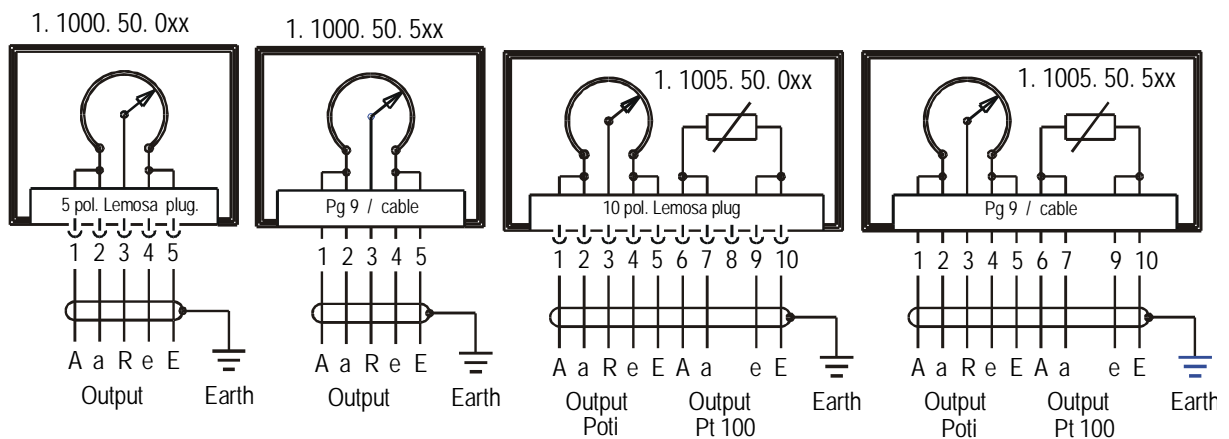 1. 1000. 50. 0xx
5 pol. Lemosa plug.
1 2 3 4 5
A a R e E
Output Earth
1. 1000. 50. 5xx
Pg 9 / cable
1 2 3 4 5
A a R e E
Output Earth
1. 1005. 50. 0xx
10 pol. Lemosa plug
1 2 3 4 5 6 7 8 9 10
A a R e E A a e E
Output Output Earth
Poti Pt 100
1. 1005. 50. 5xx
Pg 9 / cable
1 2 3 4 5 6 7 9 10
A a R e E A a e E
Output Output Earth
Poti Pt 100